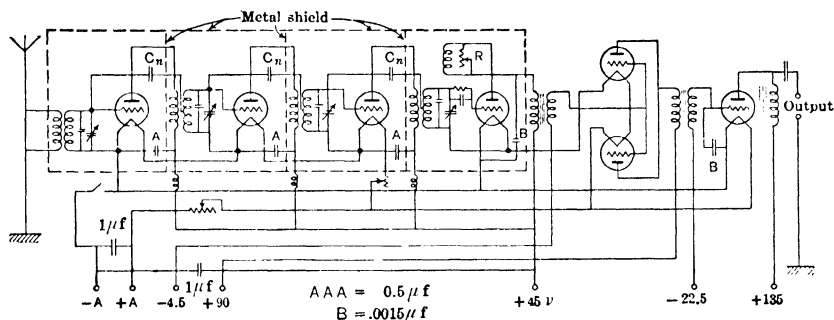 Metal shield
Cn
Cn
Cn
R
A
A
A
B
B
Output
1μf
1μf
-A
+A
-4.5
+90
AAA = 0.5μf
B = .0015μf
+45 v
-22.5
+135